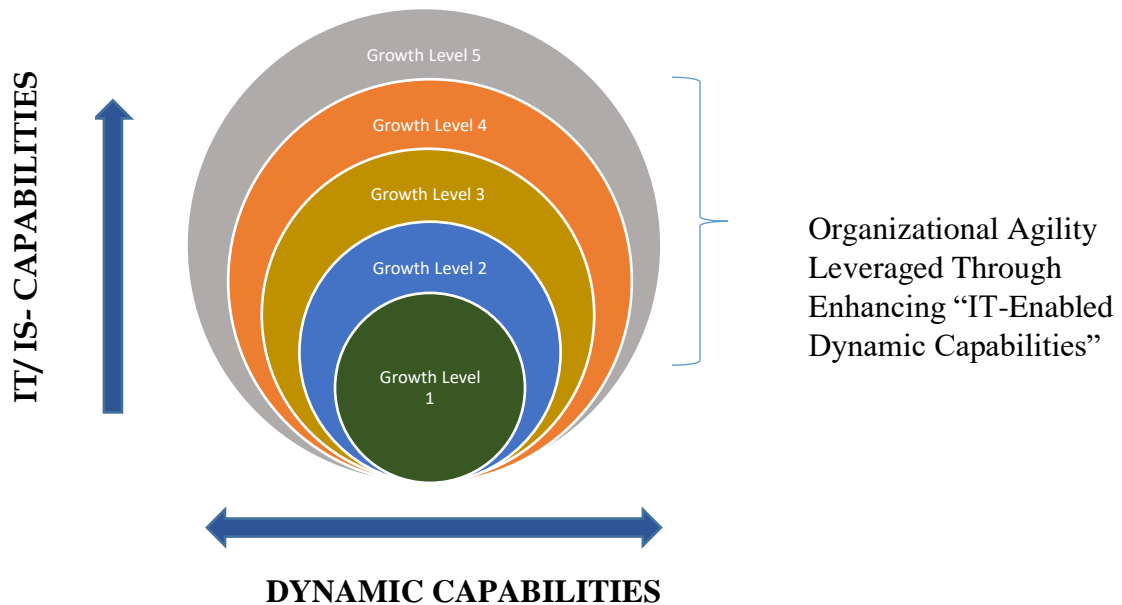 Growth Level 5
Growth Level 4
Growth Level 3
Growth Level 2
Growth Level
1
IT/ IS- CAPABILITIES
Organizational Agility
Leveraged Through
Enhancing “IT-Enabled
Dynamic Capabilities”
DYNAMIC CAPABILITIES